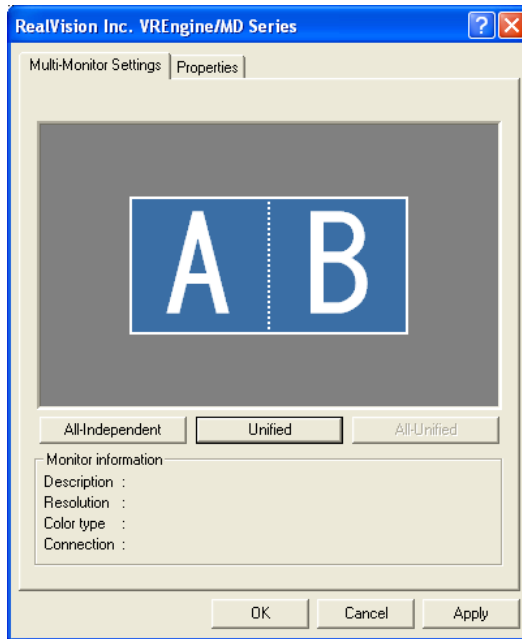 RealVision Inc. VREngine/MD Series
Multi-Monitor Settings Properties
A B
All-Independent Unified All-Unified
Monitor information
Description :
Resolution :
Color type :
Connection :
OK Cancel Apply